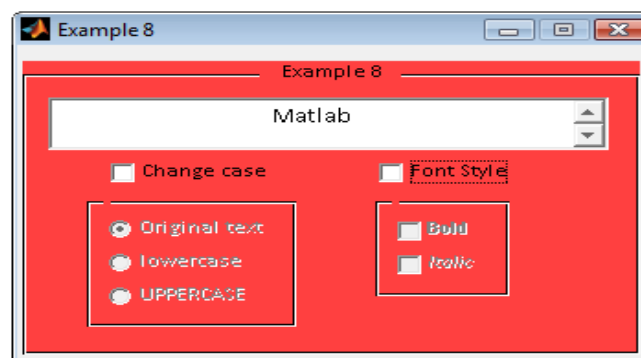 Example 8
Example 8
Matlab
Change case Font Style
Original text Bold
lowercase Italic
UPPERCASE